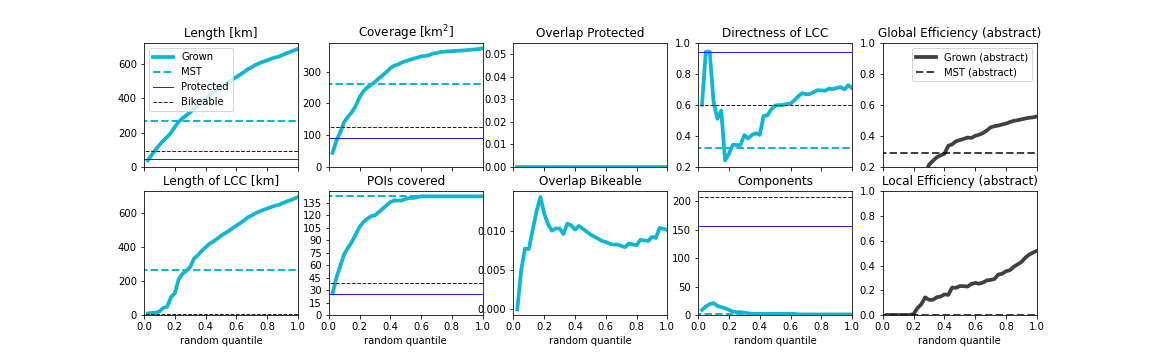 Length [km]
Coverage [km²]
Overlap Protected
Directness of LCC
Global Efficiency (abstract)
Grown
MST
Protected
Bikeable
Grown (abstract)
MST (abstract)
600
400
200
0
300
200
100
0
0.05
0.04
0.03
0.02
0.01
0.00
1.0
0.8
0.6
0.4
0.2
1.0
0.8
0.6
0.4
0.2
Length of LCC [km]
POIs covered
Overlap Bikeable
Components
Local Efficiency (abstract)
600
400
200
0
135
120
105
90
75
60
45
30
15
0
0.010
0.005
0.000
200
150
100
50
0
1.0
0.8
0.6
0.4
0.2
0.0
0.0 0.2 0.4 0.6 0.8 1.0
0.0 0.2 0.4 0.6 0.8 1.0
0.0 0.2 0.4 0.6 0.8 1.0
0.0 0.2 0.4 0.6 0.8 1.0
0.0 0.2 0.4 0.6 0.8 1.0
random quantile
random quantile
random quantile
random quantile
random quantile